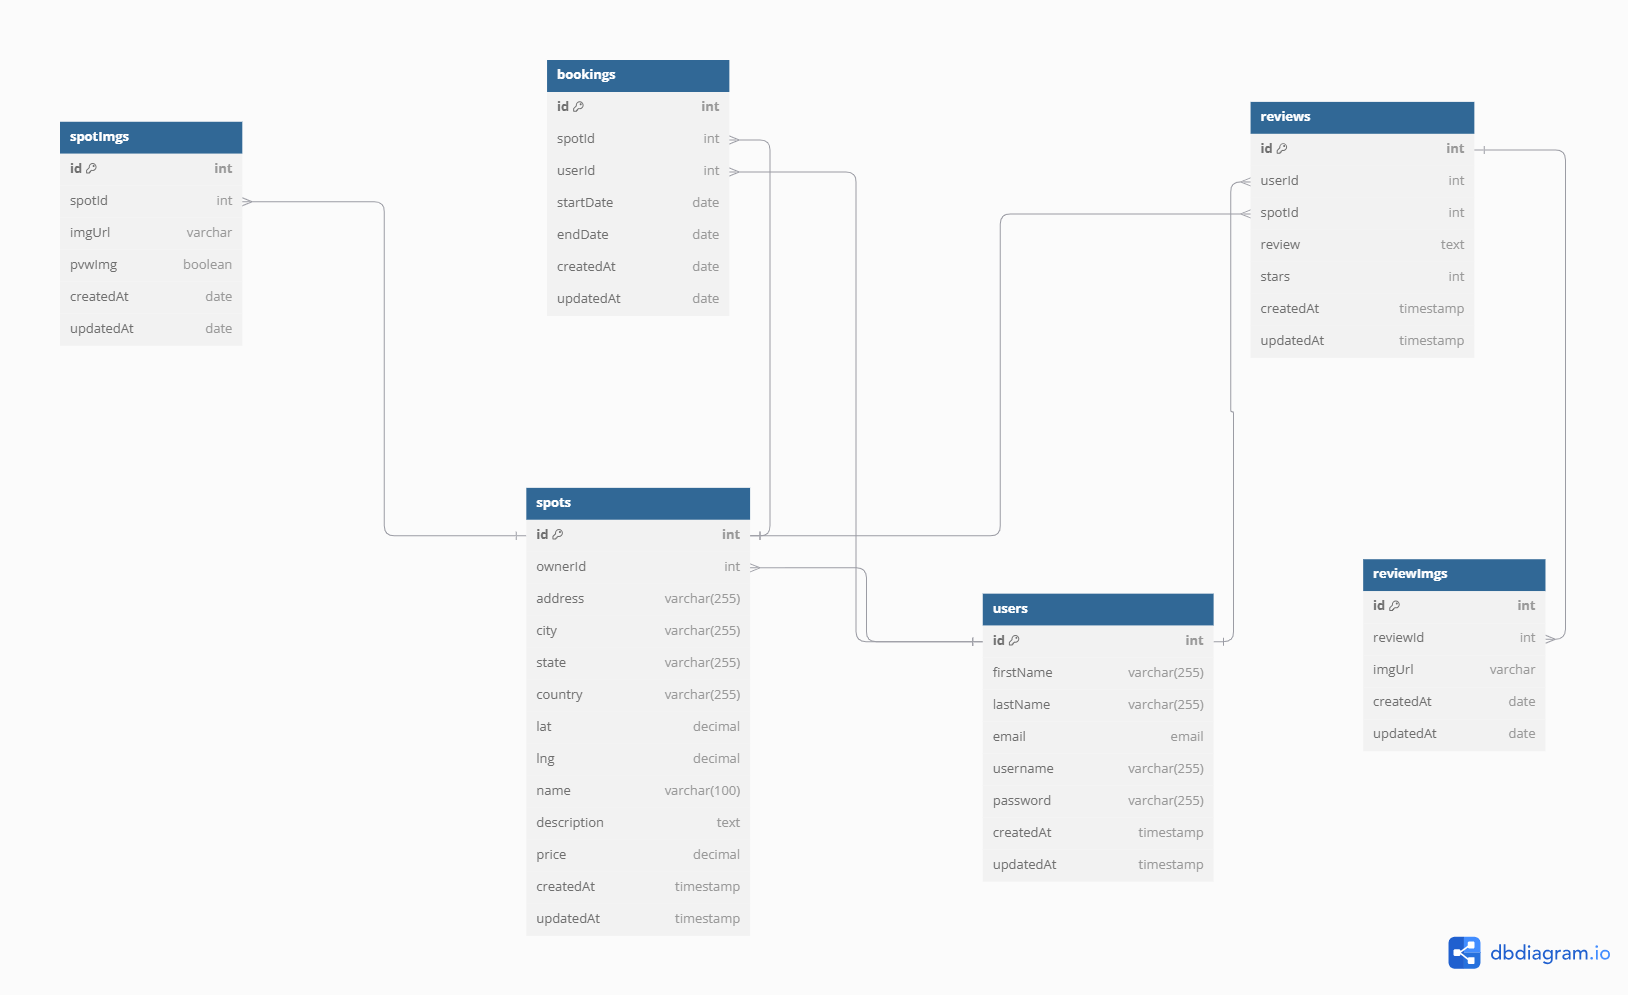 spotImgs
id int
spotId int
imgUrl varchar
pvwImg boolean
createdAt date
updatedAt date
bookings
id int
spotId int
userId int
startDate date
endDate date
createdAt date
updatedAt date
reviews
id int
userId int
spotId int
review text
stars int
createdAt timestamp
updatedAt timestamp
spots
id int
ownerId int
address varchar(255)
city varchar(255)
state varchar(255)
country varchar(255)
lat decimal
lng decimal
name varchar(100)
description text
price decimal
createdAt timestamp
updatedAt timestamp
users
id int
firstName varchar(255)
lastName varchar(255)
email email
username varchar(255)
password varchar(255)
createdAt timestamp
updatedAt timestamp
reviewImgs
id int
reviewId int
imgUrl varchar
createdAt date
updatedAt date
dbdiagram.io